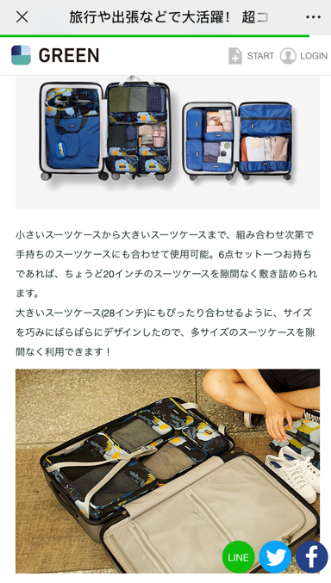 旅行や出張などで大活躍! 超コ
GREEN
START
LOGIN
小さいスーツケースから大きいスーツケースまで、組み合わせ次第で
手持ちのスーツケースにも合わせて使用可能。6点セット一つお持ち
であれば、ちょうど20インチのスーツケースを隙間なく敷き詰められ
ます。
大きいスーツケース(28インチ)にもぴったり合わせるように、サイズ
を巧みにばらばらにデザインしたので、多サイズのスーツケースを隙
間なく利用できます！
LINE